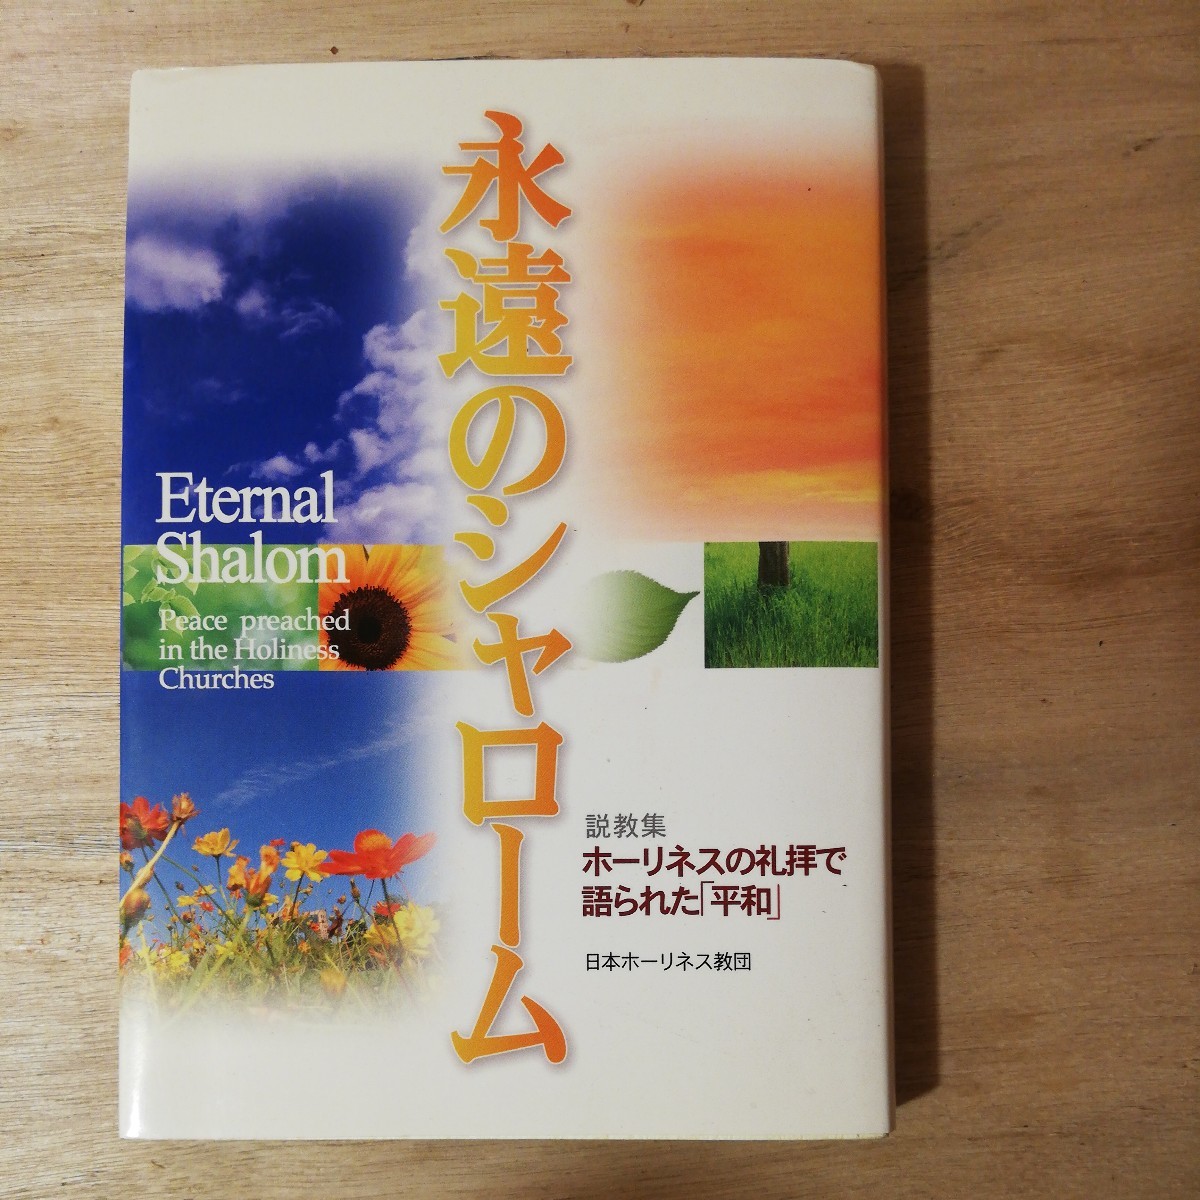 永遠のシャローム
Eternal
Shalom
Peace preached
in the Holiness
Churches
説教集
ホーリネスの礼拝で
語られた「平和」
日本ホーリネス教団